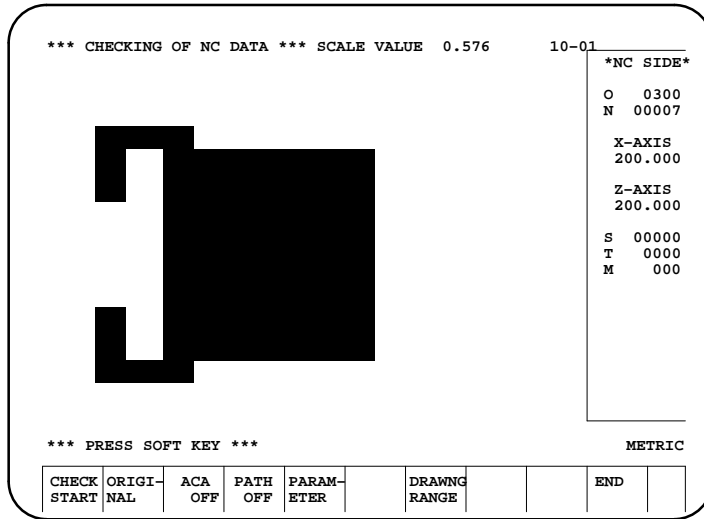 *** CHECKING OF NC DATA *** SCALE VALUE 0.576 10-01
*NC SIDE*
O 0300
N 00007
X-AXIS
200.000
Z-AXIS
200.000
S 00000
T 0000
M 000
*** PRESS SOFT KEY *** METRIC
CHECK ORIGI- ACA PATH PARAM- DRAWNG END
START NAL OFF OFF ETER RANGE